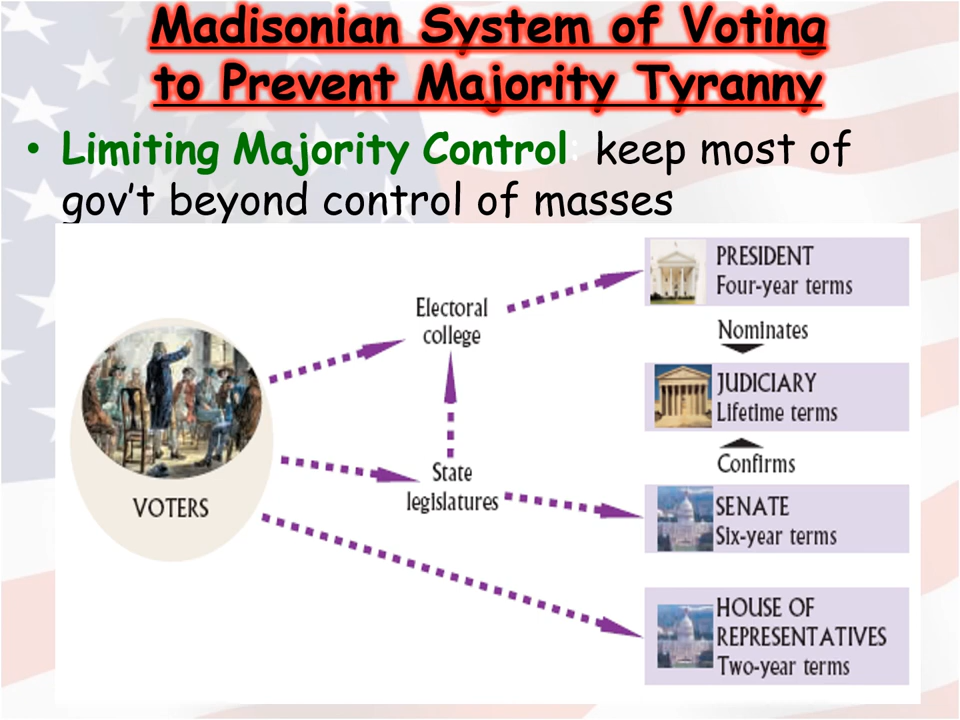 Madisonian System of Voting
to Prevent Majority Tyranny
• Limiting Majority Control: keep most of
gov't beyond control of masses
PRESIDENT
Four-year terms
Electoral
college
Nominates
JUDICIARY
Lifetime terms
Confirms
State
legislatures
VOTERS
SENATE
Six-year terms
HOUSE OF
REPRESENTATIVES
Two-year terms